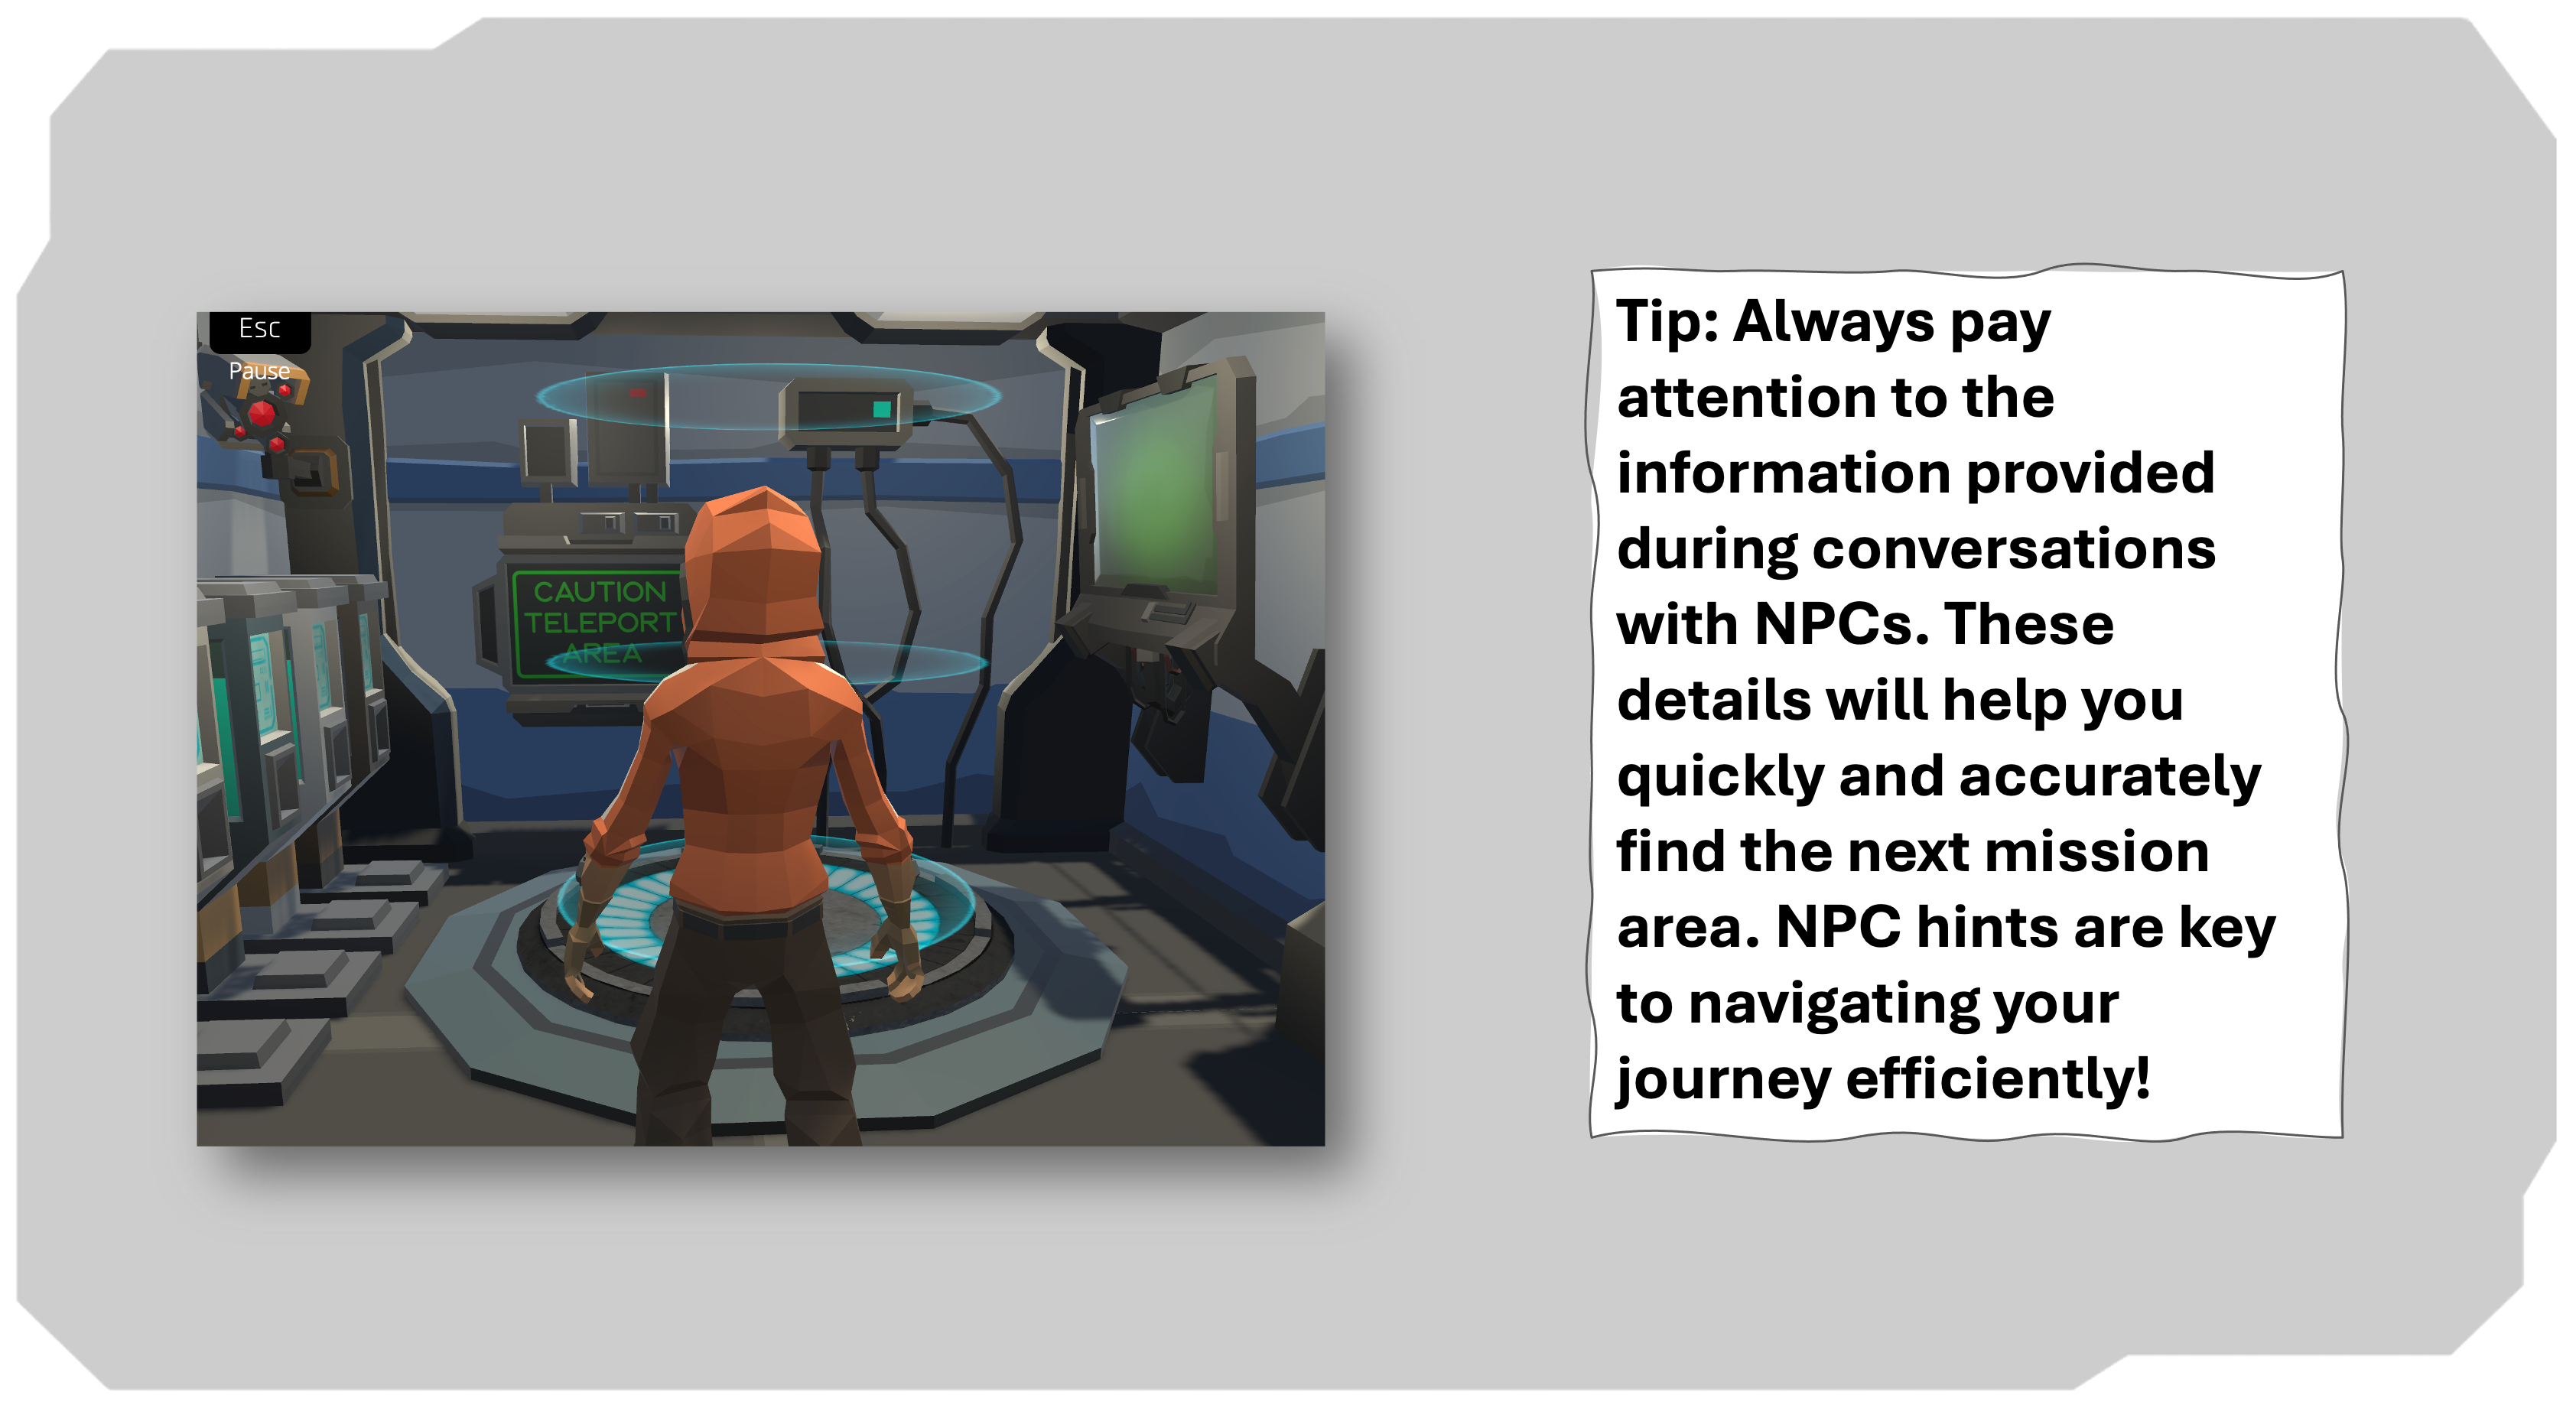 Esc
Pause
CAUTION
TELEPORT
AREA
Tip: Always pay
attention to the
information provided
during conversations
with NPCs. These
details will help you
quickly and accurately
find the next mission
area. NPC hints are key
to navigating your
journey efficiently!